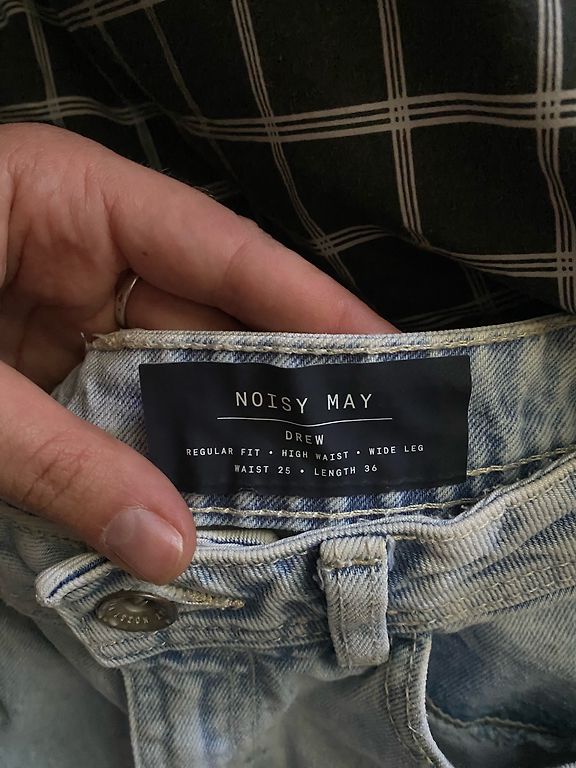 NOISY MAY
DREW
REGULAR FIT • HIGH WAIST • WIDE LEG
WAIST 25 • LENGTH 36